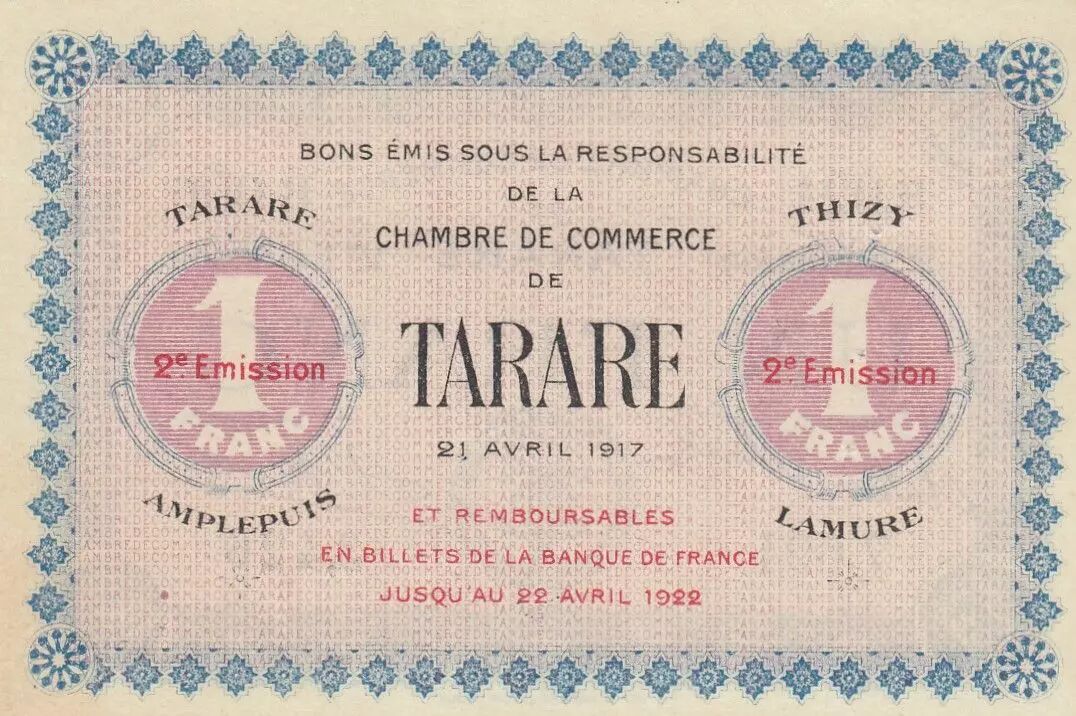 BONS ÉMIS SOUS LA RESPONSABILITÉ
DE LA
CHAMBRE DE COMMERCE
DE
TARARE
21 AVRIL 1917
ET REMBOURSABLES
EN BILLETS DE LA BANQUE DE FRANCE
JUSQU'AU 22 AVRIL 1922
TARARE
1
2e Emission
FRANC
AMPLEPUIS
THIZY
1
2e Emission
FRANC
LAMURE